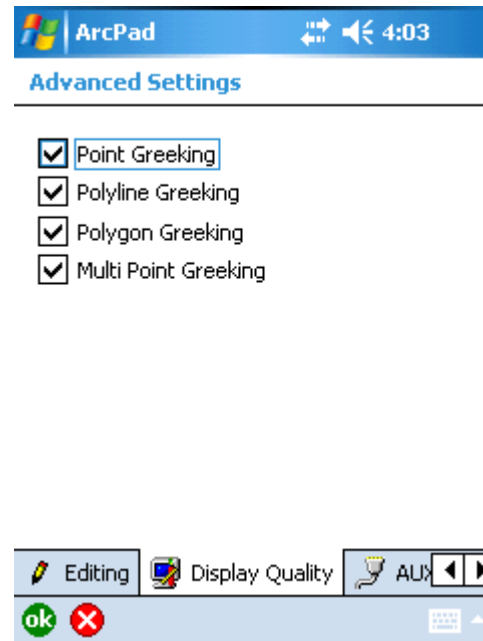 ArcPad 4:03
Advanced Settings
Point Greeking
Polyline Greeking
Polygon Greeking
Multi Point Greeking
Editing Display Quality AUX
ok